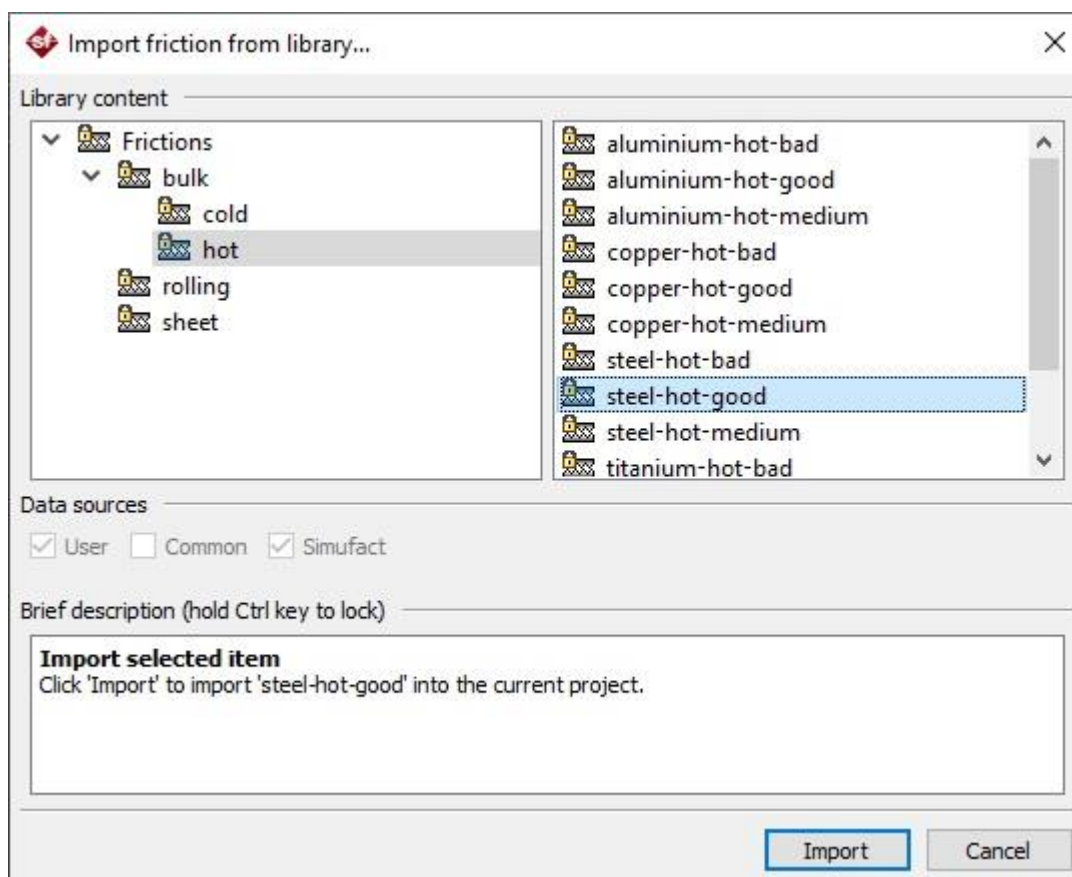 Import friction from library...
Library content
Frictions
bulk
cold
hot
rolling
sheet
aluminium-hot-bad
aluminium-hot-good
aluminium-hot-medium
copper-hot-bad
copper-hot-good
copper-hot-medium
steel-hot-bad
steel-hot-good
steel-hot-medium
titanium-hot-bad
Data sources
User Common Simufact
Brief description (hold Ctrl key to lock)
Import selected item
Click 'Import' to import 'steel-hot-good' into the current project.
Import Cancel